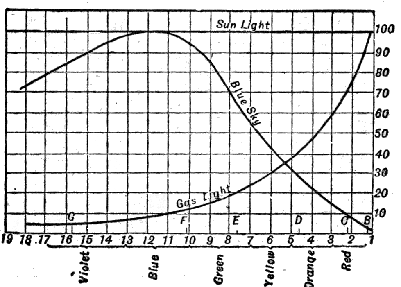 Sun Light
100
90
80
70
60
50
40
30
20
10
Blue Sky
Gas Light
G F E D C B
19 18 17 16 15 14 13 12 11 10 9 8 7 6 5 4 3 2 1
Violet Blue Green Yellow Orange Red